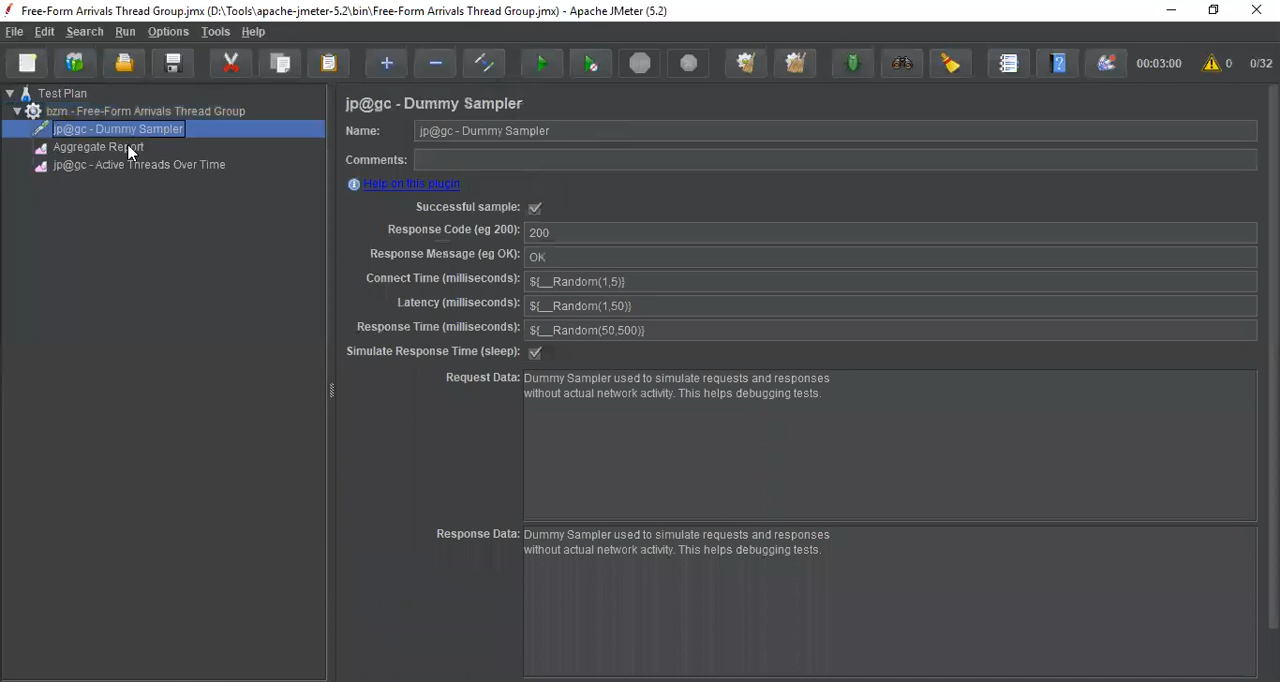 Free-Form Arrivals Thread Group.jmx (D:\Tools\apache-jmeter-5.2\bin\Free-Form Arrivals Thread Group.jmx) - Apache JMeter (5.2)
File Edit Search Run Options Tools Help
00:03:00 0 0/32
Test Plan
bzm - Free-Form Arrivals Thread Group
jp@gc - Dummy Sampler
Aggregate Report
jp@gc - Active Threads Over Time
jp@gc - Dummy Sampler
Name: jp@gc - Dummy Sampler
Comments:
Help on this plugin
Successful sample:
Response Code (eg 200): 200
Response Message (eg OK): OK
Connect Time (milliseconds): ${__Random(1,5)}
Latency (milliseconds): ${__Random(1,50)}
Response Time (milliseconds): ${__Random(50,500)}
Simulate Response Time (sleep):
Request Data: Dummy Sampler used to simulate requests and responses
without actual network activity. This helps debugging tests.
Response Data: Dummy Sampler used to simulate requests and responses
without actual network activity. This helps debugging tests.